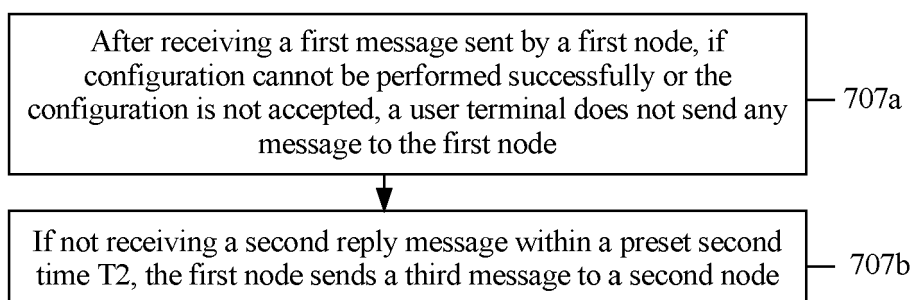 After receiving a first message sent by a first node, if
configuration cannot be performed successfully or the
configuration is not accepted, a user terminal does not send any
message to the first node
707a
If not receiving a second reply message within a preset second
time T2, the first node sends a third message to a second node
707b